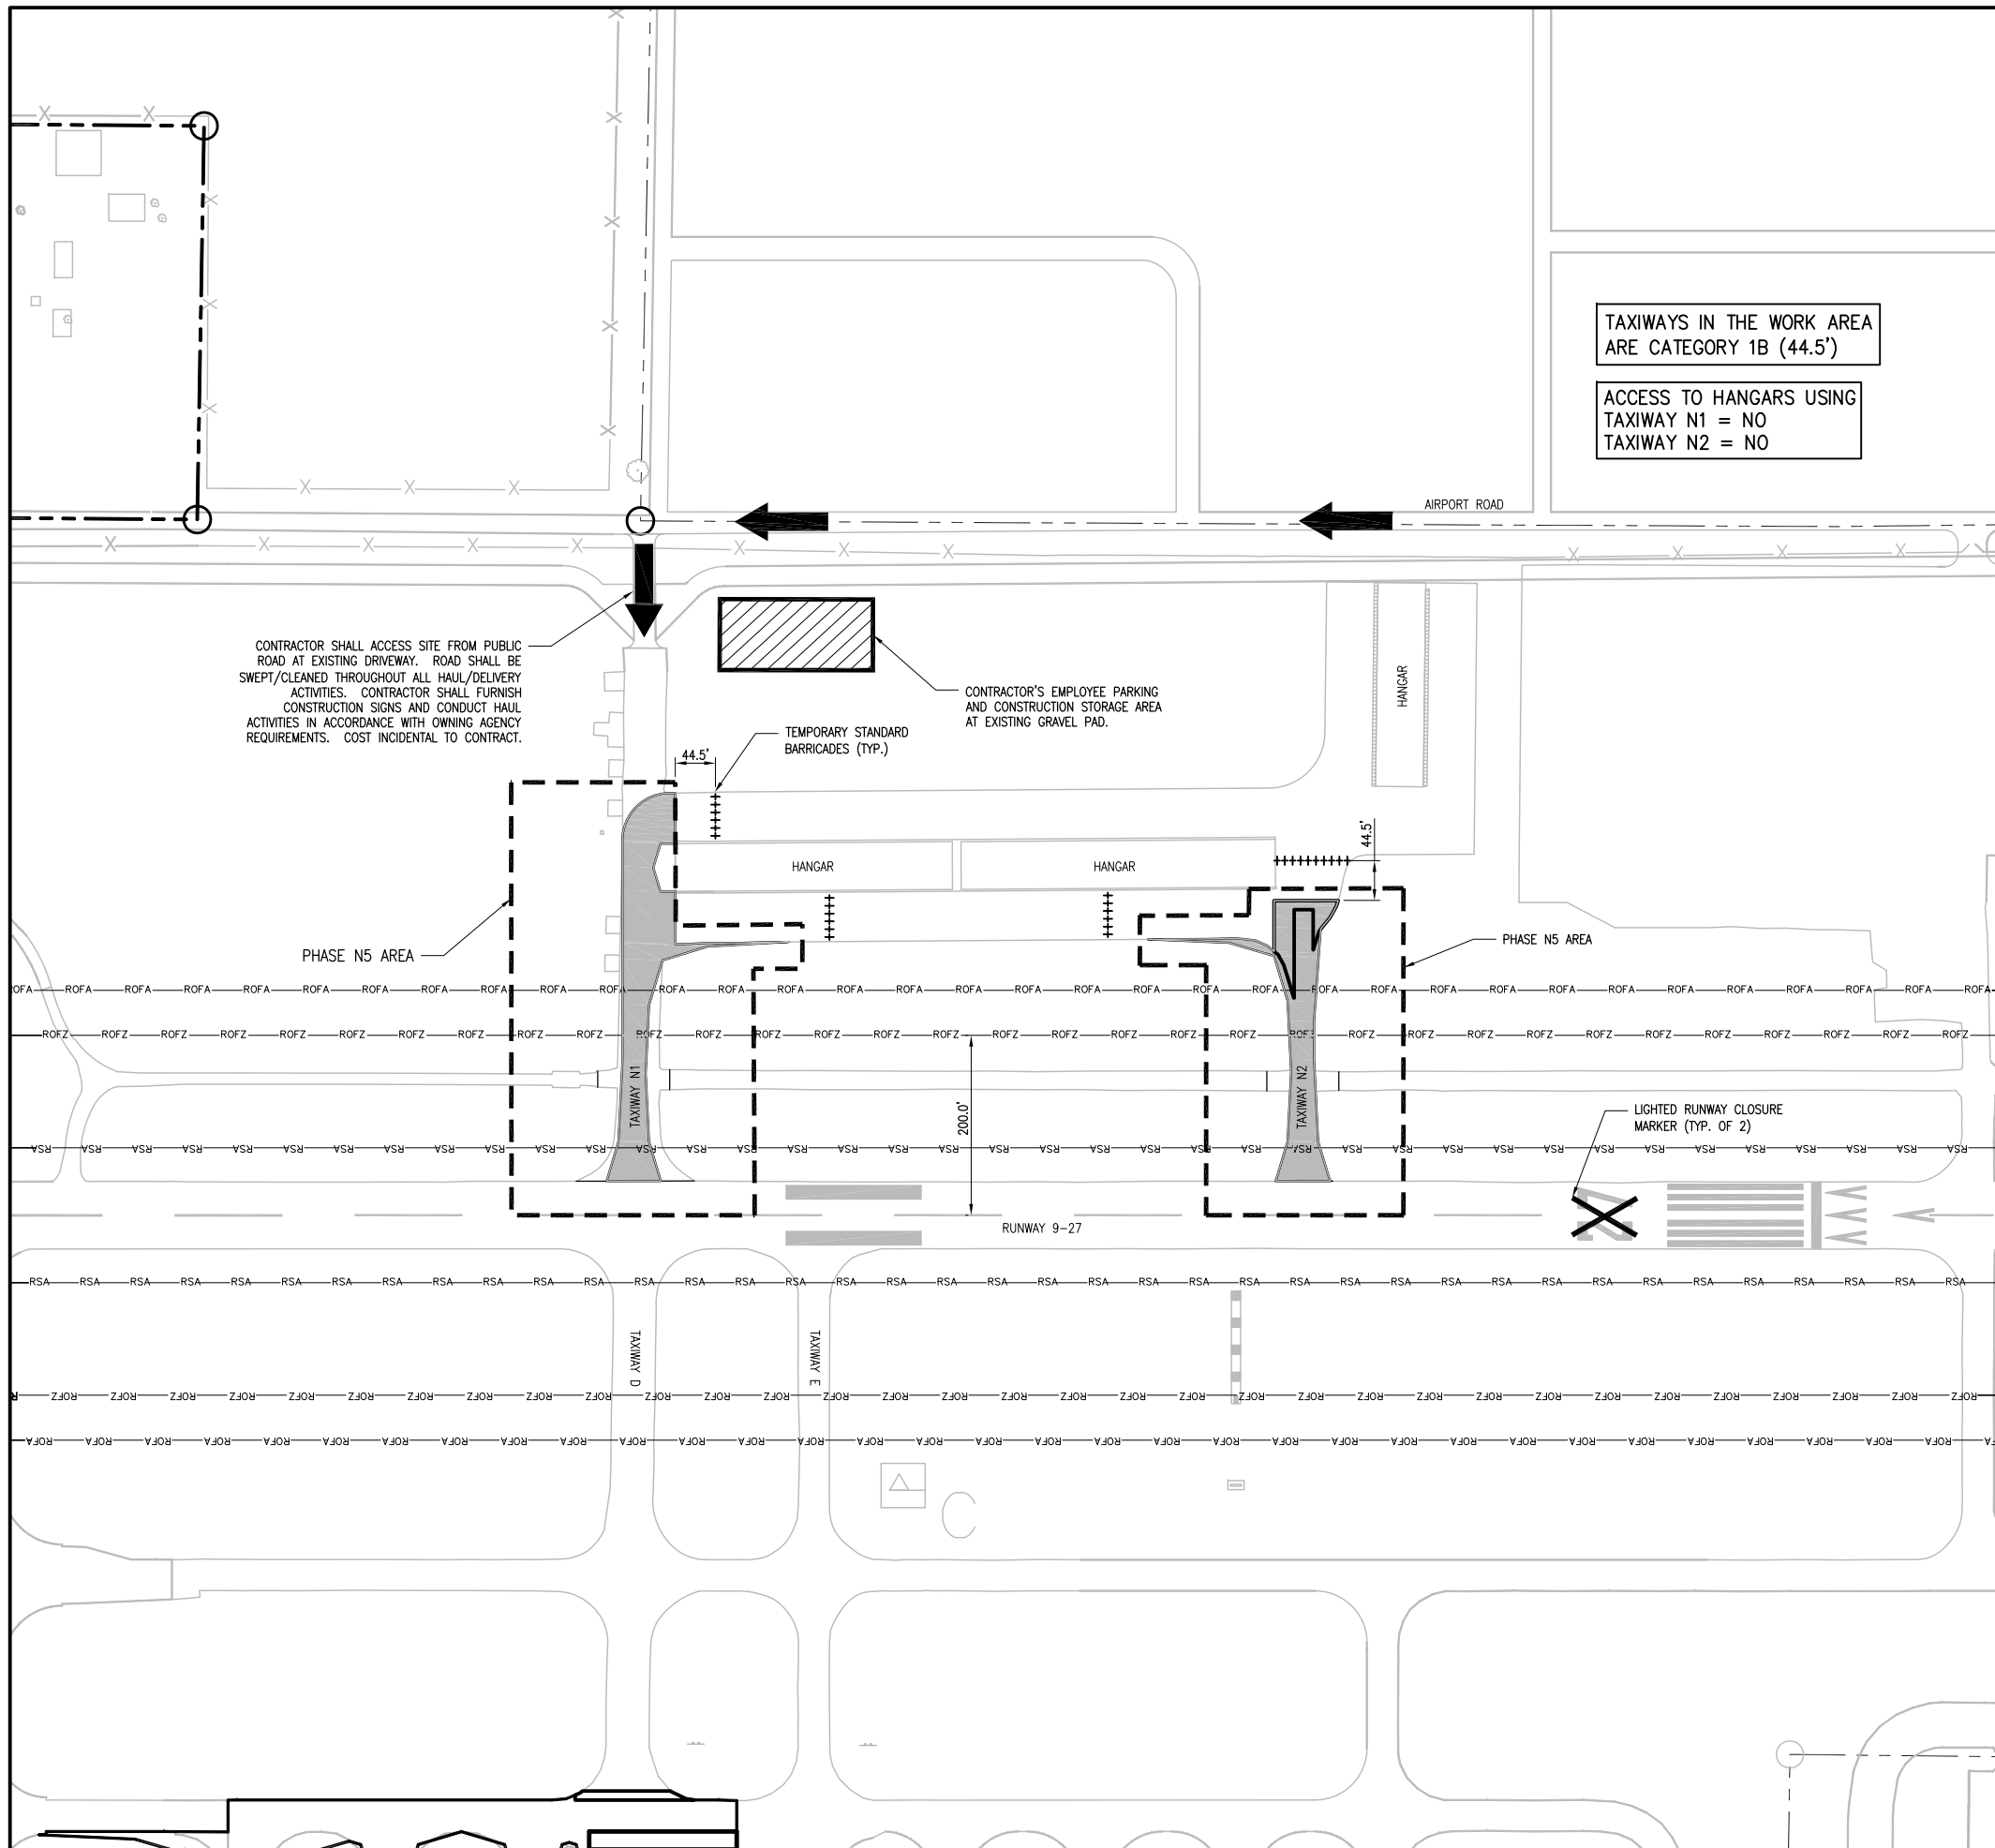 TAXIWAYS IN THE WORK AREA
ARE CATEGORY 1B (44.5')
ACCESS TO HANGARS USING
TAXIWAY N1 = NO
TAXIWAY N2 = NO
AIRPORT ROAD
CONTRACTOR SHALL ACCESS SITE FROM PUBLIC
ROAD AT EXISTING DRIVEWAY. ROAD SHALL BE
SWEPT/CLEANED THROUGHOUT ALL HAUL/DELIVERY
ACTIVITIES. CONTRACTOR SHALL FURNISH
CONSTRUCTION SIGNS AND CONDUCT HAUL
ACTIVITIES IN ACCORDANCE WITH OWNING AGENCY
REQUIREMENTS. COST INCIDENTAL TO CONTRACT.
CONTRACTOR'S EMPLOYEE PARKING
AND CONSTRUCTION STORAGE AREA
AT EXISTING GRAVEL PAD.
HANGAR
TEMPORARY STANDARD
BARRICADES (TYP.)
44.5'
44.5'
HANGAR
HANGAR
PHASE N5 AREA
PHASE N5 AREA
ROFA
ROFZ
200.0'
TAXIWAY N1
TAXIWAY N2
LIGHTED RUNWAY CLOSURE
MARKER (TYP. OF 2)
RSA
27
RUNWAY 9-27
RSA
TAXIWAY D
TAXIWAY E
ROFZ
ROFA